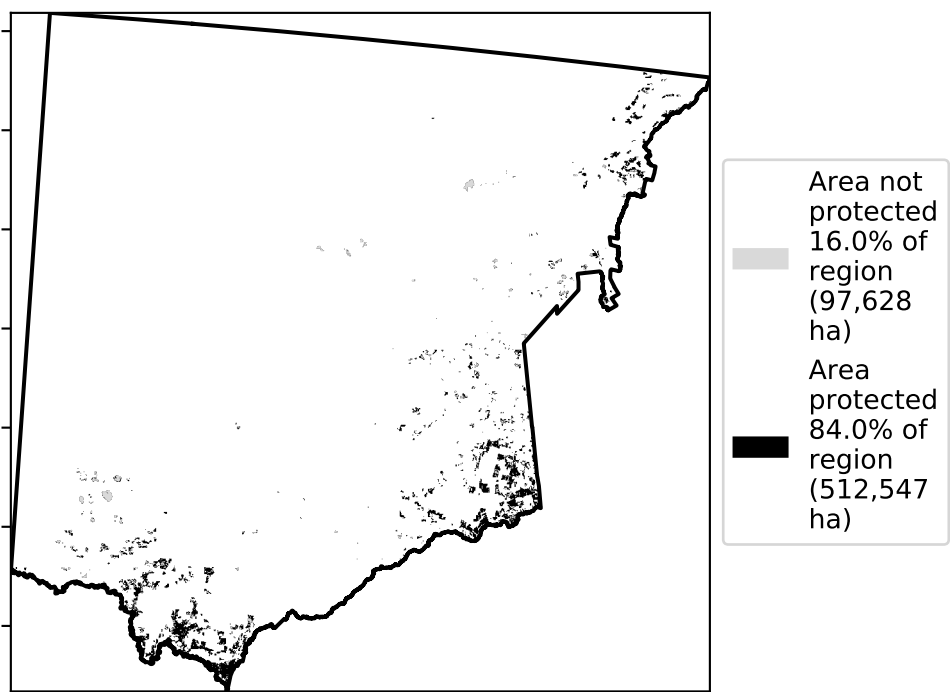 Area not
protected
16.0% of
region
(97,628
ha)
Area
protected
84.0% of
region
(512,547
ha)